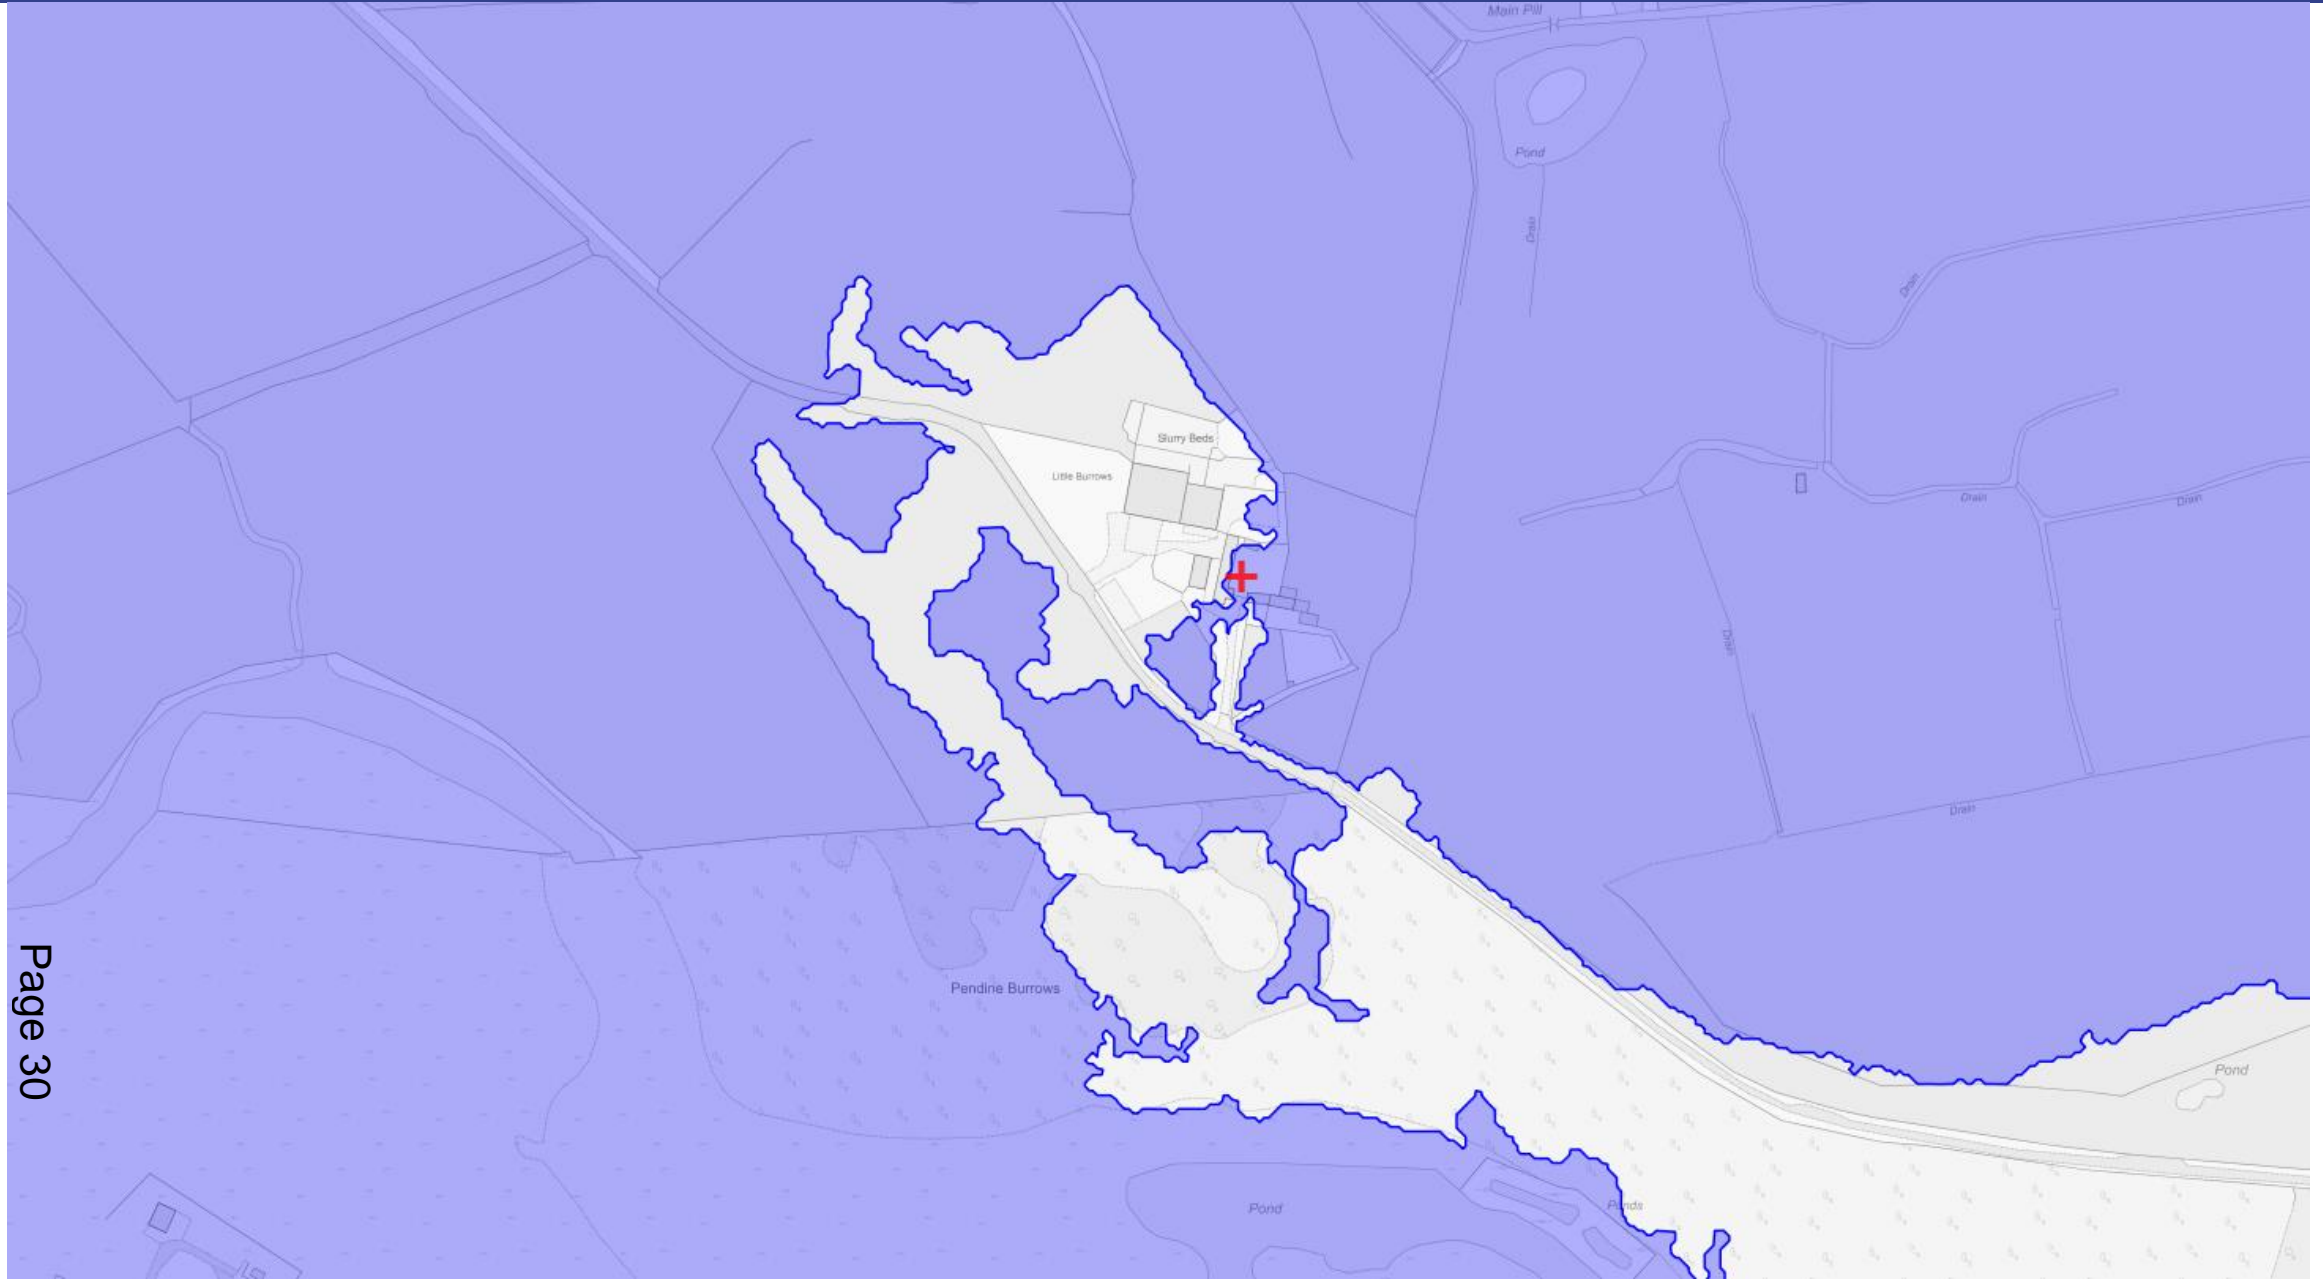 Main Pill
Pond
Drain
Drain
Slurry Beds
Little Burrows
Drain
Drain
Drain
Drain
Pendine Burrows
Page 30
Pond
Pond
Ponds